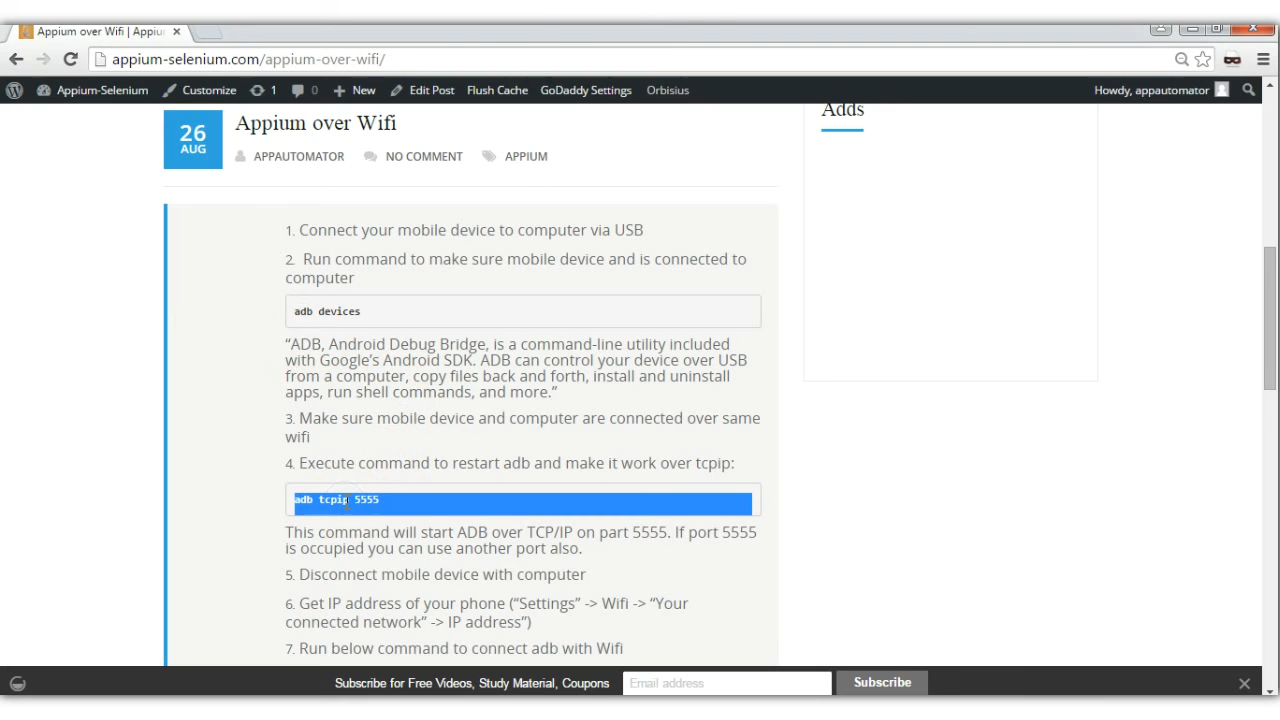 Appium over Wifi | Appiu
appium-selenium.com/appium-over-wifi/
Appium-Selenium Customize 1 0 New Edit Post Flush Cache GoDaddy Settings Orbisius Howdy, appautomator
26
AUG
Appium over Wifi
APPAUTOMATOR NO COMMENT APPIUM
Adds
1. Connect your mobile device to computer via USB
2. Run command to make sure mobile device and is connected to
computer
adb devices
“ADB, Android Debug Bridge, is a command-line utility included
with Google’s Android SDK. ADB can control your device over USB
from a computer, copy files back and forth, install and uninstall
apps, run shell commands, and more.”
3. Make sure mobile device and computer are connected over same
wifi
4. Execute command to restart adb and make it work over tcpip:
adb tcpip 5555
This command will start ADB over TCP/IP on part 5555. If port 5555
is occupied you can use another port also.
5. Disconnect mobile device with computer
6. Get IP address of your phone (“Settings” -> Wifi -> “Your
connected network” -> IP address”)
7. Run below command to connect adb with Wifi
Subscribe for Free Videos, Study Material, Coupons Email address Subscribe